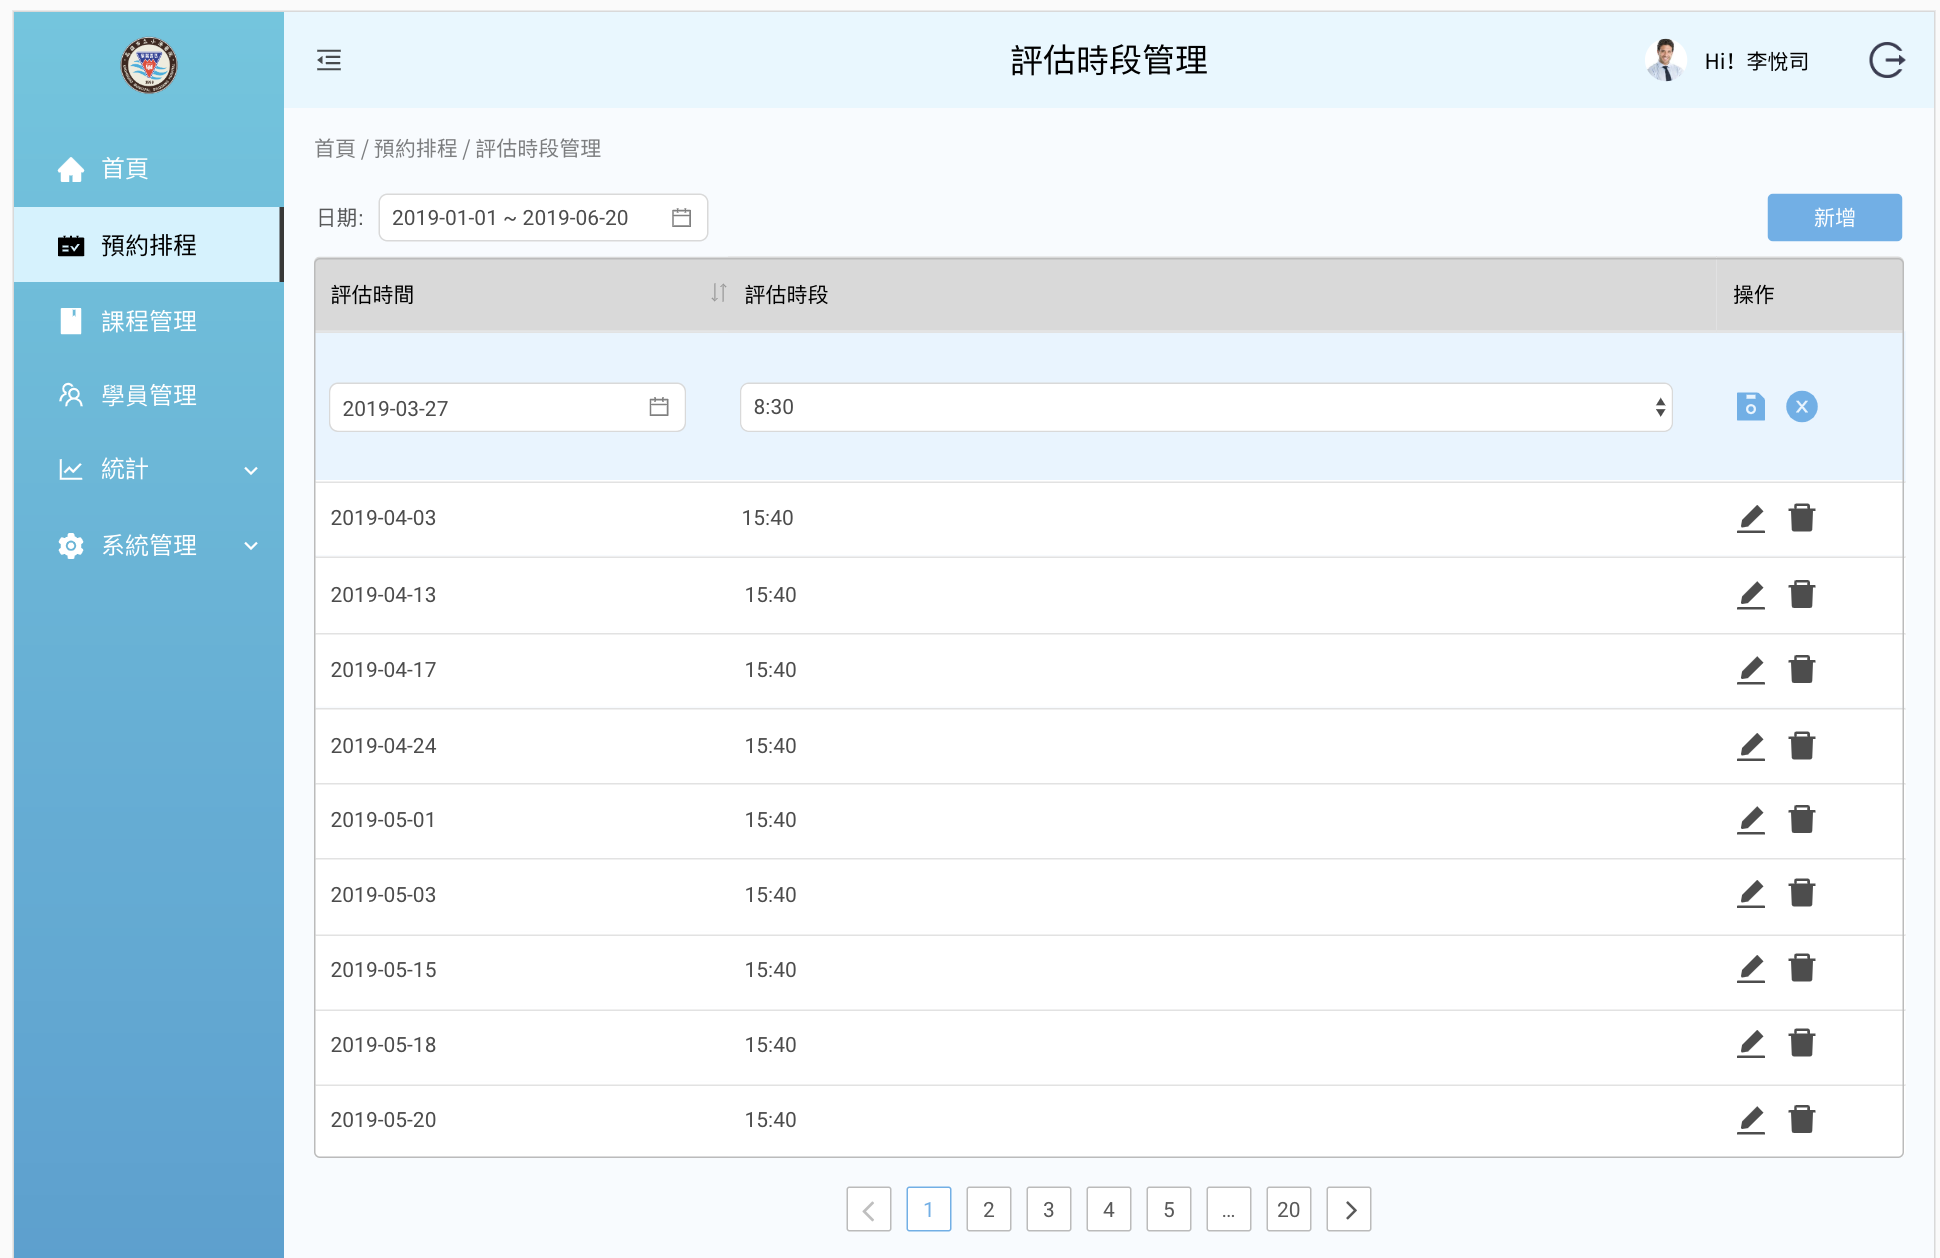 評估時段管理
Hi! 李悅司
首頁
預約排程
課程管理
學員管理
統計
系統管理
首頁 / 預約排程 / 評估時段管理
日期: 2019-01-01 ~ 2019-06-20
新增
評估時間 評估時段 操作
2019-03-27 8:30
2019-04-03 15:40
2019-04-13 15:40
2019-04-17 15:40
2019-04-24 15:40
2019-05-01 15:40
2019-05-03 15:40
2019-05-15 15:40
2019-05-18 15:40
2019-05-20 15:40
1 2 3 4 5 ... 20